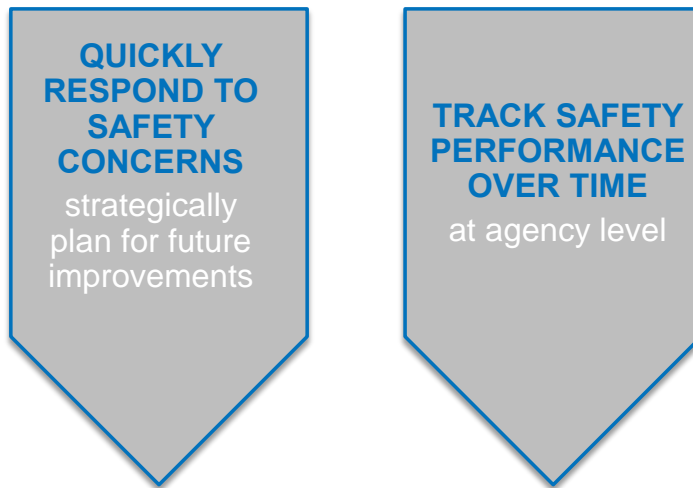 QUICKLY
RESPOND TO
SAFETY
CONCERNS
strategically
plan for future
improvements
TRACK SAFETY
PERFORMANCE
OVER TIME
at agency level